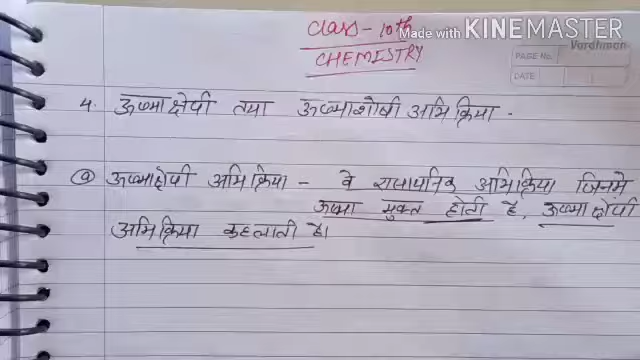 Class - 10th
Made with KINEMASTER
CHEMISTRY
Vardhman
PAGE No.
DATE
4. ऊष्माक्षेपी तथा ऊष्माशोषी अभिक्रिया.
(a) ऊष्माक्षेपी अभिक्रिया - वे रासायनिक अभिक्रिया जिनमे
ऊष्मा मुक्त होती है, ऊष्माक्षेपी
अभिक्रिया कहलाती है।